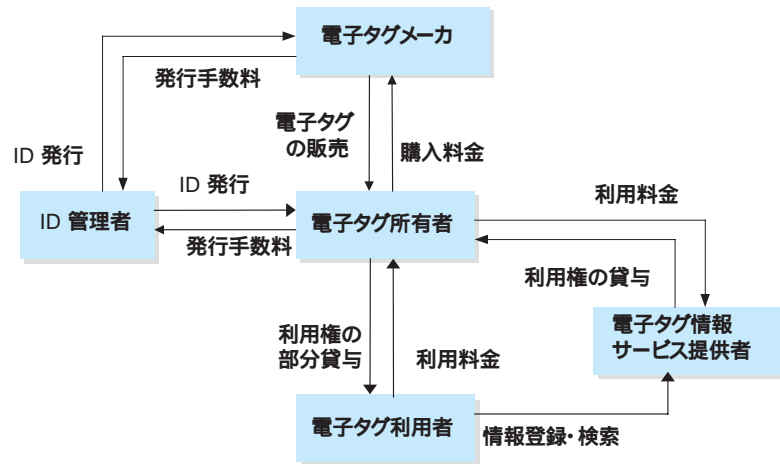 電子タグメーカ
発行手数料
電子タグ
の販売
購入料金
ID 発行
ID 発行
利用料金
ID 管理者
電子タグ所有者
発行手数料
利用権の貸与
電子タグ情報
サービス提供者
利用権の
部分貸与
利用料金
電子タグ利用者
情報登録・検索